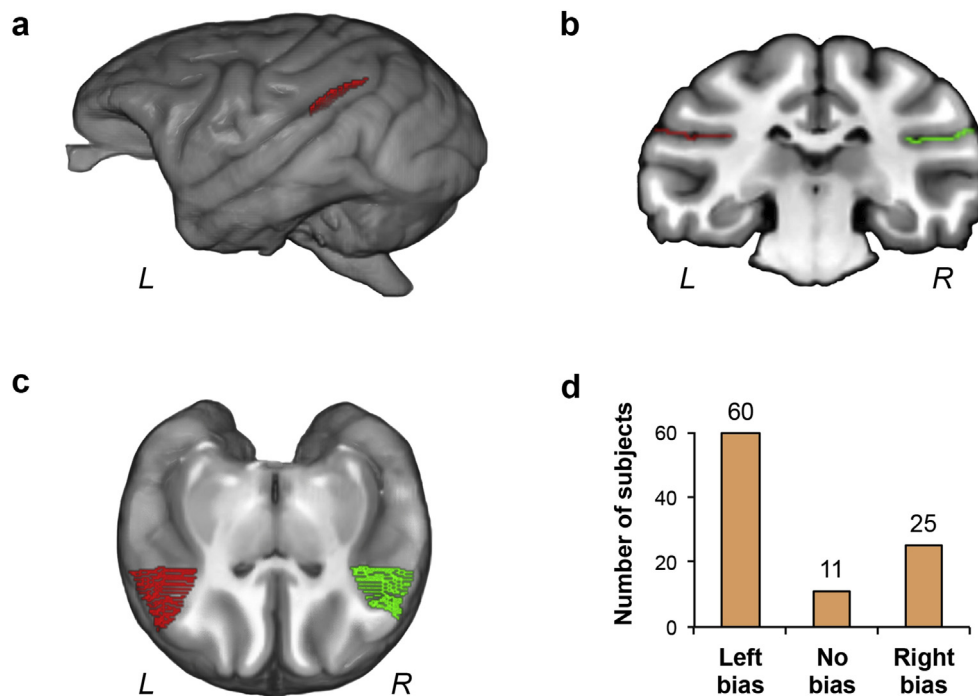 a
L
b
L
R
c
L
R
d
Number of subjects
60
40
20
0
60
11
25
Left bias
No bias
Right bias